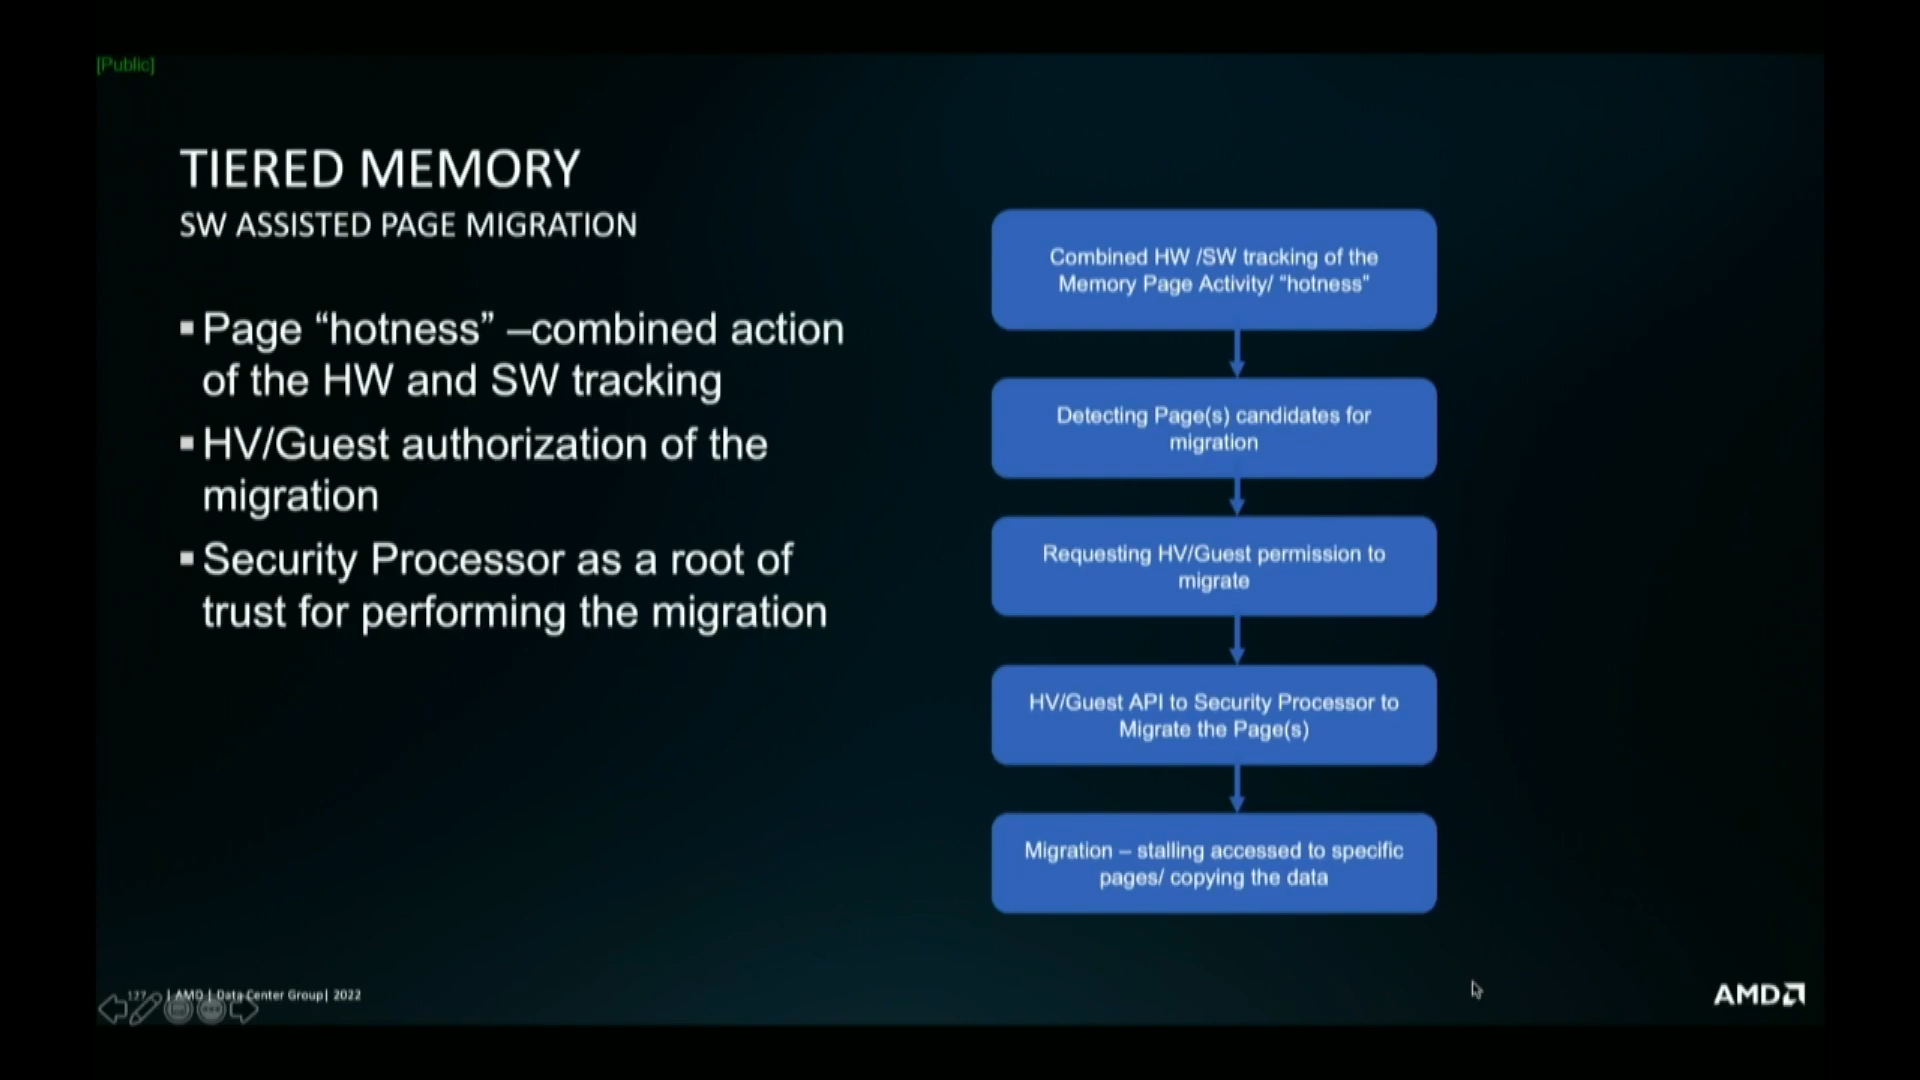 [Public]
TIERED MEMORY
SW ASSISTED PAGE MIGRATION
▪Page “hotness” –combined action
of the HW and SW tracking
▪HV/Guest authorization of the
migration
▪Security Processor as a root of
trust for performing the migration
Combined HW /SW tracking of the
Memory Page Activity/ “hotness”
Detecting Page(s) candidates for
migration
Requesting HV/Guest permission to
migrate
HV/Guest API to Security Processor to
Migrate the Page(s)
Migration – stalling accessed to specific
pages/ copying the data
| AMD | Data Center Group| 2022
AMD